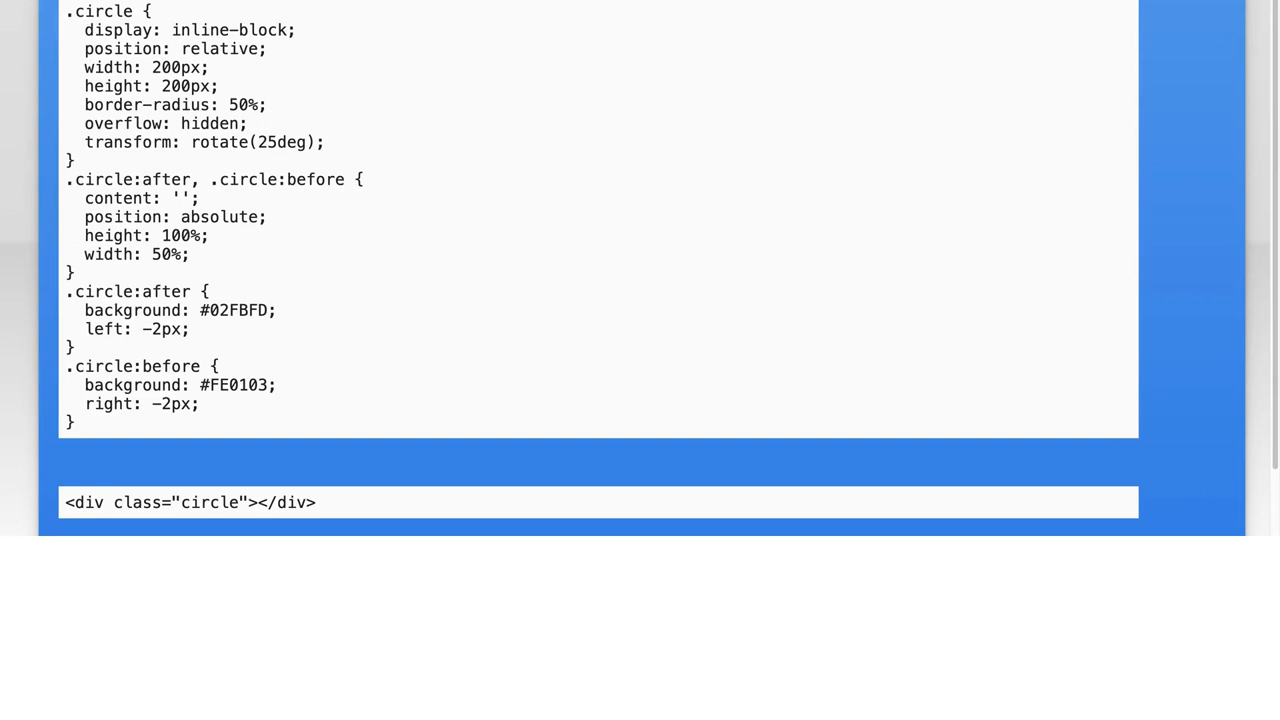 .circle {
  display: inline-block;
  position: relative;
  width: 200px;
  height: 200px;
  border-radius: 50%;
  overflow: hidden;
  transform: rotate(25deg);
}
.circle:after, .circle:before {
  content: '';
  position: absolute;
  height: 100%;
  width: 50%;
}
.circle:after {
  background: #02FBFD;
  left: -2px;
}
.circle:before {
  background: #FE0103;
  right: -2px;
}
<div class="circle"></div>